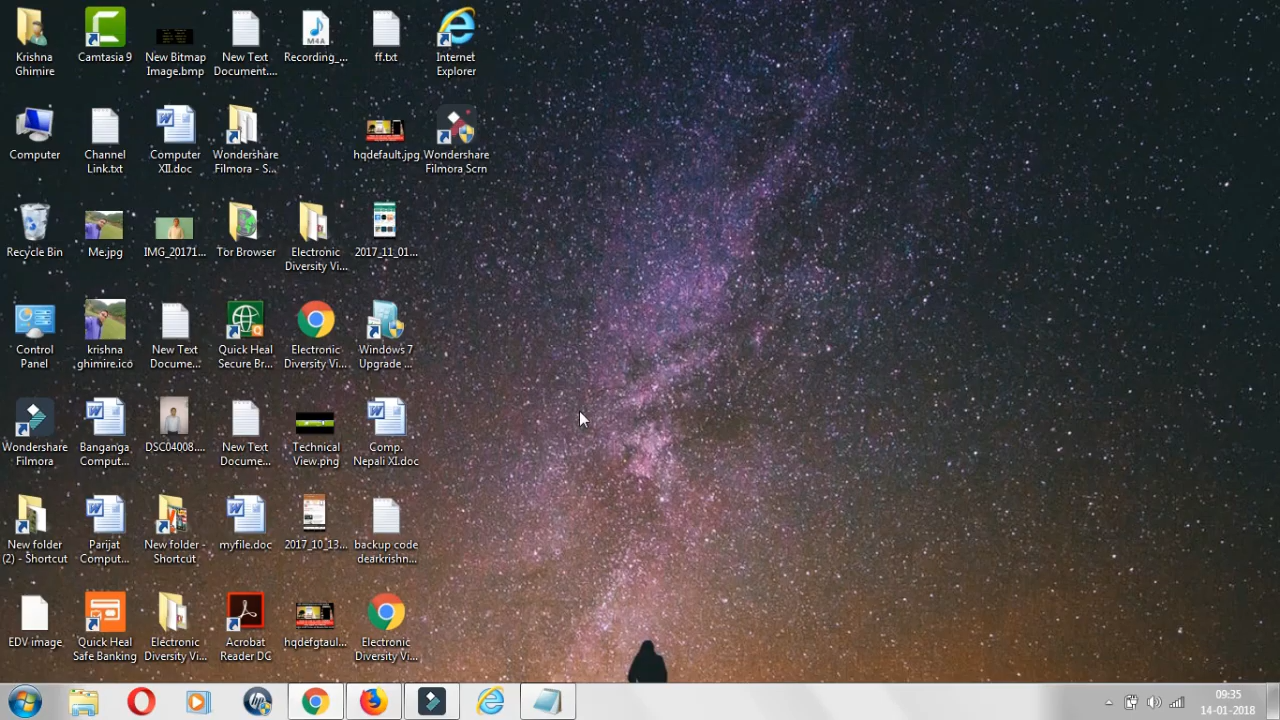 Krishna
Ghimire
Camtasia 9
New Bitmap
Image.bmp
New Text
Document....
M4A
Recording_...
ff.txt
Internet
Explorer
Computer
Channel
Link.txt
Computer
XII.doc
Wondershare
Filmora - S...
hqdefault.jpg
Wondershare
Filmora Scrn
Recycle Bin
Me.jpg
IMG_20171...
Tor Browser
Electronic
Diversity Vi...
2017_11_01...
Control
Panel
krishna
ghimire.ico
New Text
Docume...
Quick Heal
Secure Br...
Electronic
Diversity Vi...
Windows 7
Upgrade ...
Wondershare
Filmora
Banganga
Comput...
DSC04008....
New Text
Docume...
Technical
View.png
Comp.
Nepali XI.doc
New folder
(2) - Shortcut
Parijat
Comput...
New folder -
Shortcut
myfile.doc
2017_10_13...
backup code
dearkrishn...
EDV image
Quick Heal
Safe Banking
Electronic
Diversity Vi...
Acrobat
Reader DC
hqdefgtaul...
Electronic
Diversity Vi...
09:35
14-01-2018